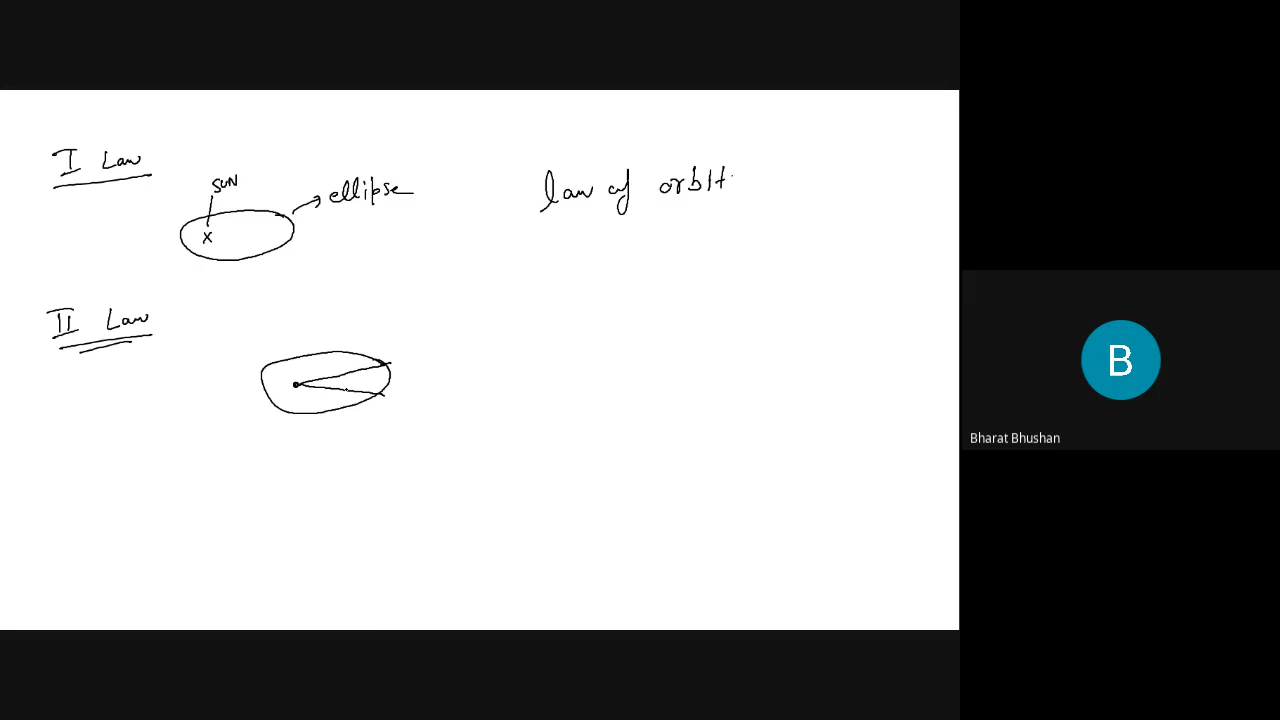 I Law
SUN
ellipse
law of orbit
x
II Law
B
Bharat Bhushan